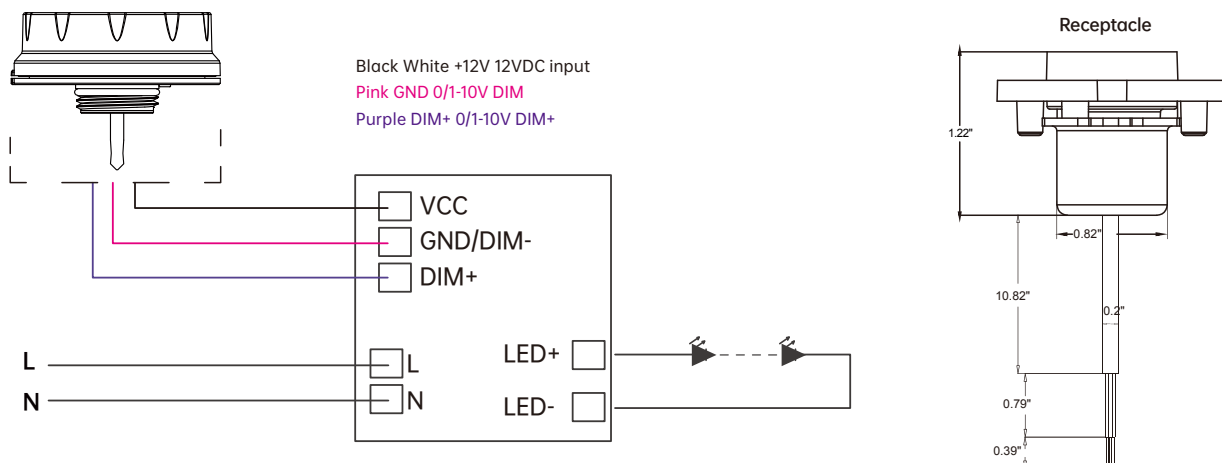 Receptacle
Black White +12V 12VDC input
Pink GND 0/1-10V DIM
Purple DIM+ 0/1-10V DIM+
1.22"
VCC
GND/DIM-
DIM+
0.82"
10.82"
0.2"
L
L
LED+
N
N
LED-
0.79"
0.39"